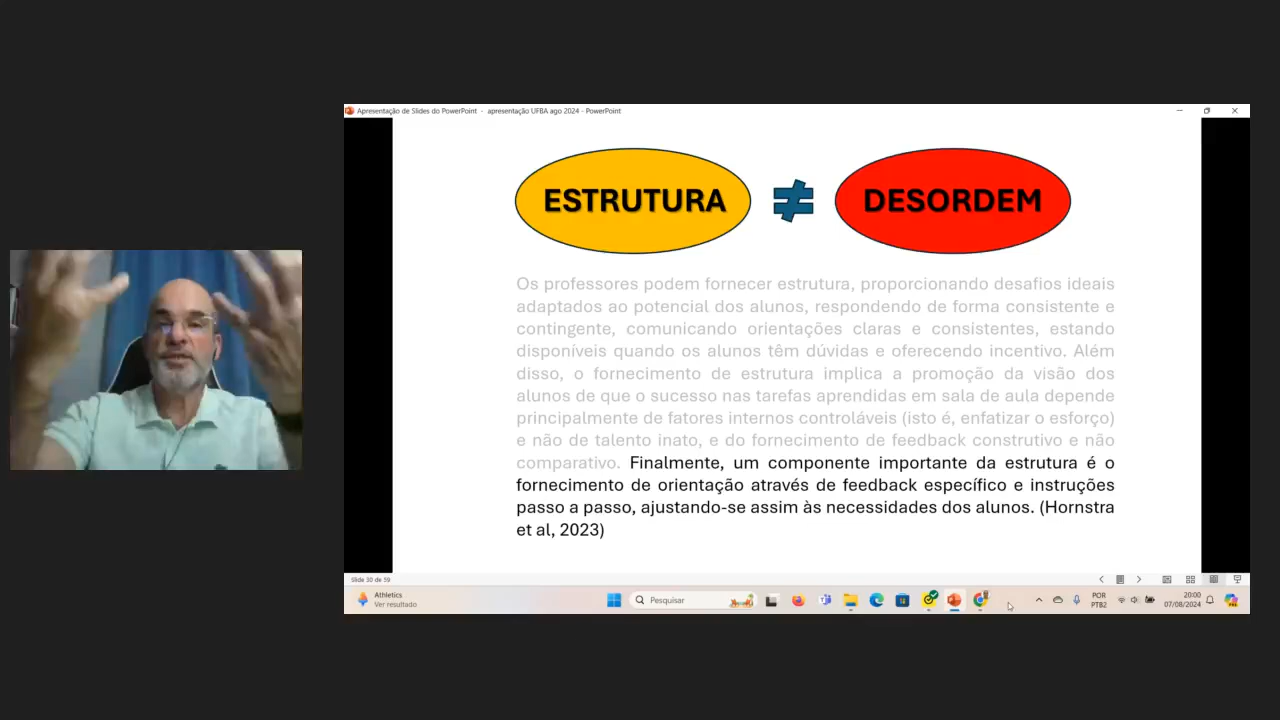 Apresentação de Slides do PowerPoint - apresentação UFBA ago 2024 - PowerPoint
ESTRUTURA ≠ DESORDEM
Os professores podem fornecer estrutura, proporcionando desafios ideais
adaptados ao potencial dos alunos, respondendo de forma consistente e
contingente, comunicando orientações claras e consistentes, estando
disponíveis quando os alunos têm dúvidas e oferecendo incentivo. Além
disso, o fornecimento de estrutura implica a promoção da visão dos
alunos de que o sucesso nas tarefas aprendidas em sala de aula depende
principalmente de fatores internos controláveis (isto é, enfatizar o esforço)
e não de talento inato, e do fornecimento de feedback construtivo e não
comparativo. Finalmente, um componente importante da estrutura é o
fornecimento de orientação através de feedback específico e instruções
passo a passo, ajustando-se assim às necessidades dos alunos. (Hornstra
et al, 2023)
Slide 30 de 59
Athletics
Ver resultado
Pesquisar
POR
PTB2
20:00
07/08/2024